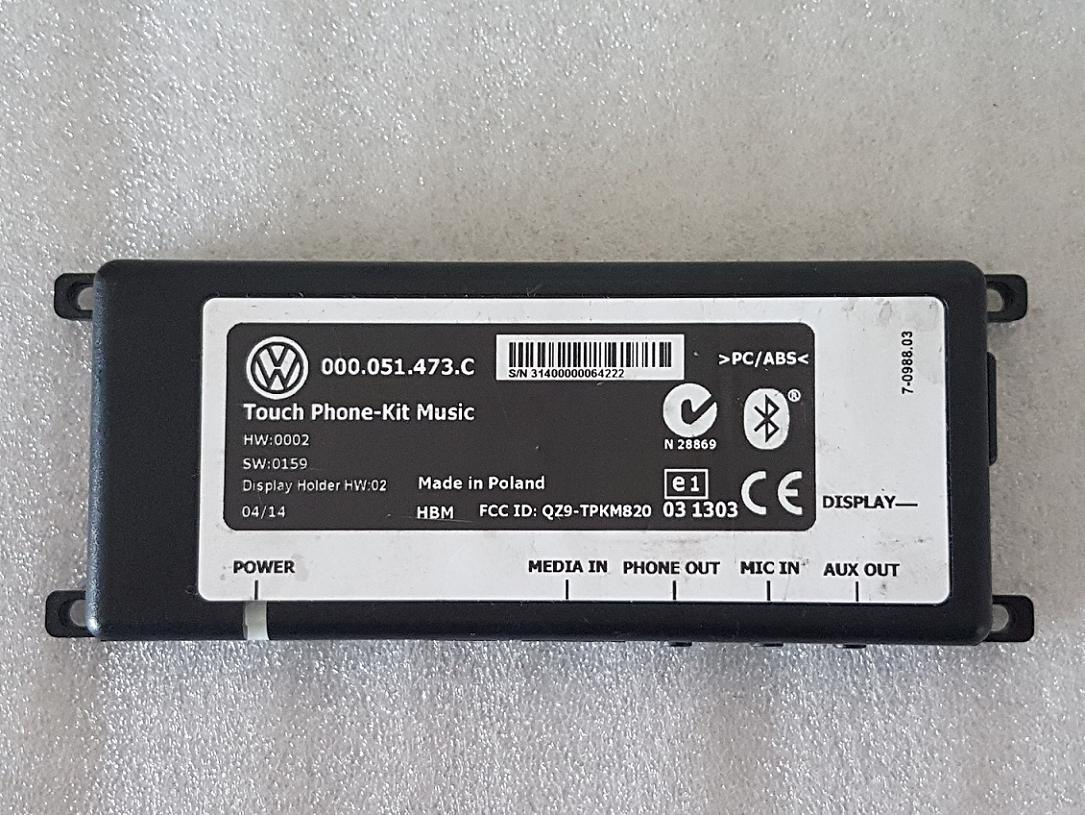 000.051.473.C
S/N 31400000064222
>PC/ABS<
7-0988.03
Touch Phone-Kit Music
N 28869
®
HW:0002
SW:0159
Display Holder HW:02
Made in Poland
e1
CE
DISPLAY
04/14
HBM FCC ID: QZ9-TPKM820 03 1303
POWER
MEDIA IN
PHONE OUT
MIC IN
AUX OUT